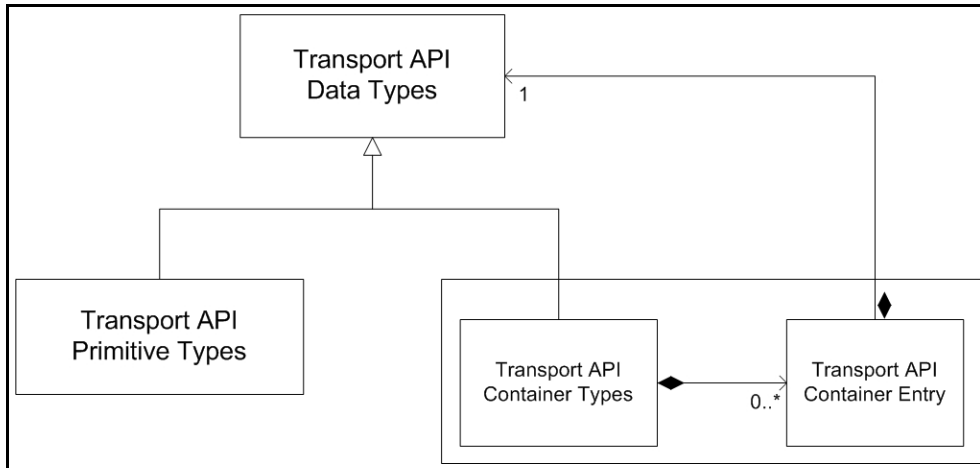 Transport API
Data Types
1
Transport API
Primitive Types
Transport API
Container Types
0..*
Transport API
Container Entry